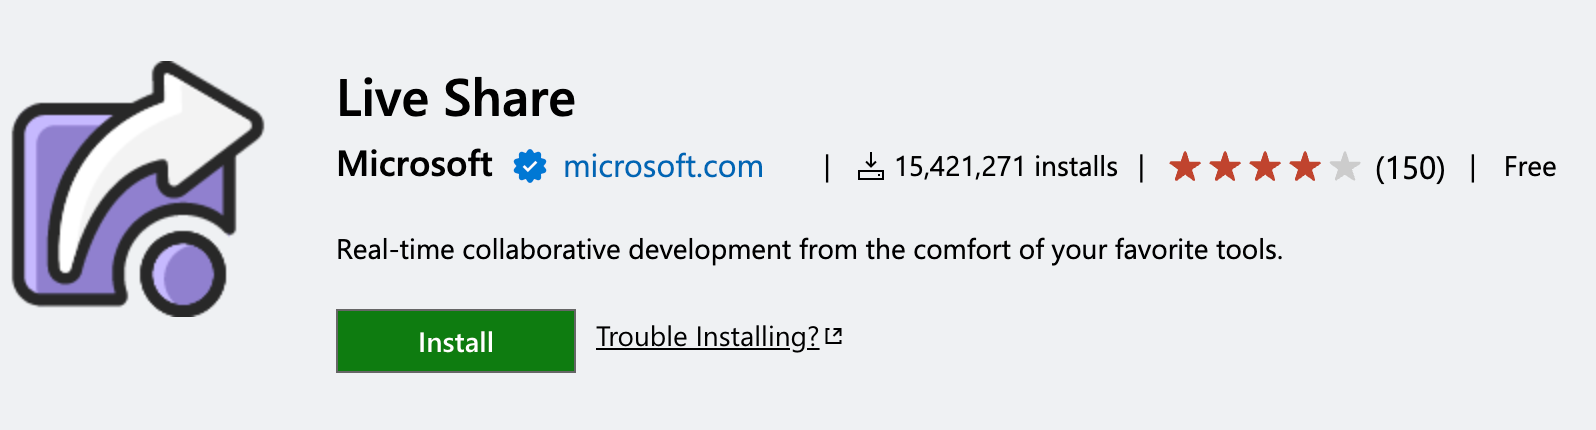 Live Share
Microsoft microsoft.com | 15,421,271 installs | (150) | Free
Real-time collaborative development from the comfort of your favorite tools.
Install Trouble Installing?